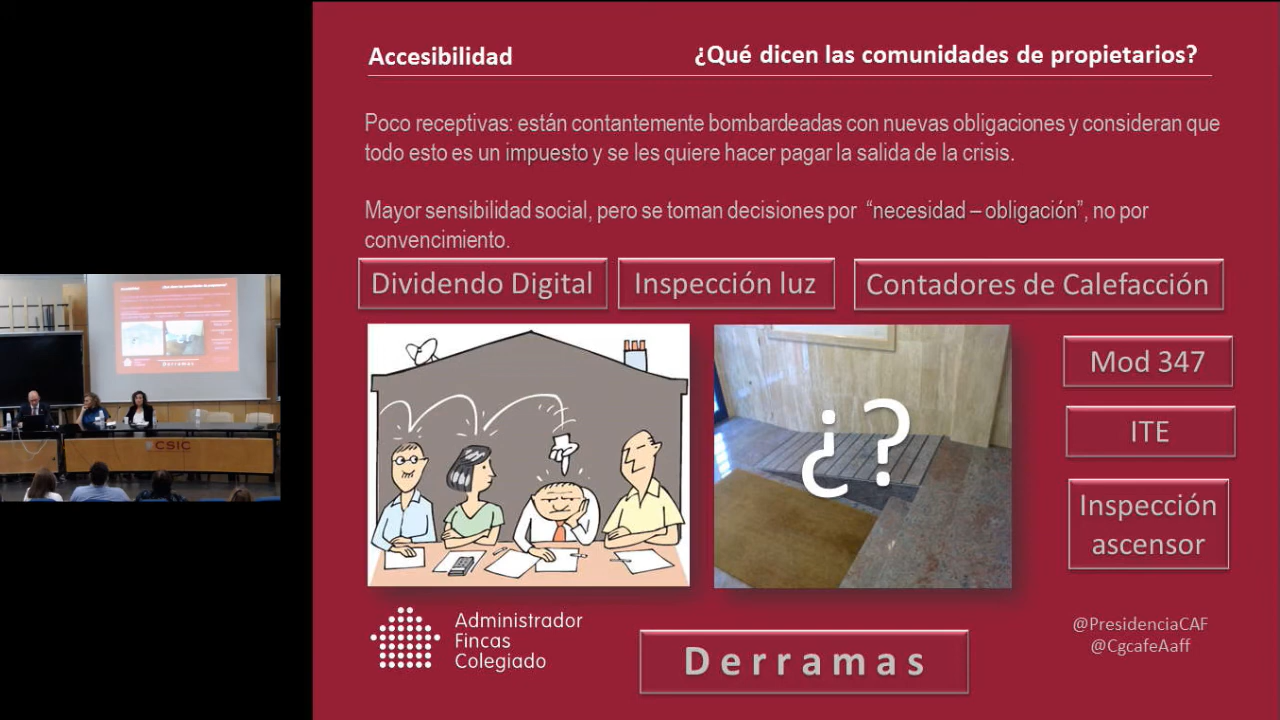 Accesibilidad
¿Qué dicen las comunidades de propietarios?
Poco receptivas: están contantemente bombardeadas con nuevas obligaciones y consideran que
todo esto es un impuesto y se les quiere hacer pagar la salida de la crisis.
Mayor sensibilidad social, pero se toman decisiones por “necesidad – obligación”, no por
convencimiento.
Dividendo Digital
Inspección luz
Contadores de Calefacción
¿?
Mod 347
ITE
Inspección
ascensor
Administrador
Fincas
Colegiado
Derramas
@PresidenciaCAF
@CgcafeAaff
CSIC